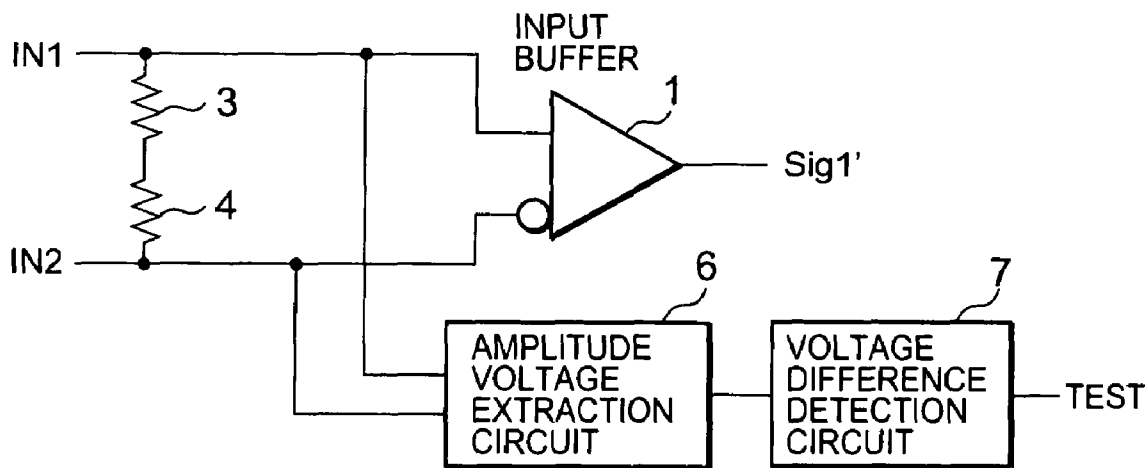 INPUT
BUFFER
IN1
1
3
Sig1'
4
IN2
6
7
AMPLITUDE
VOLTAGE
EXTRACTION
CIRCUIT
VOLTAGE
DIFFERENCE
DETECTION
CIRCUIT
TEST